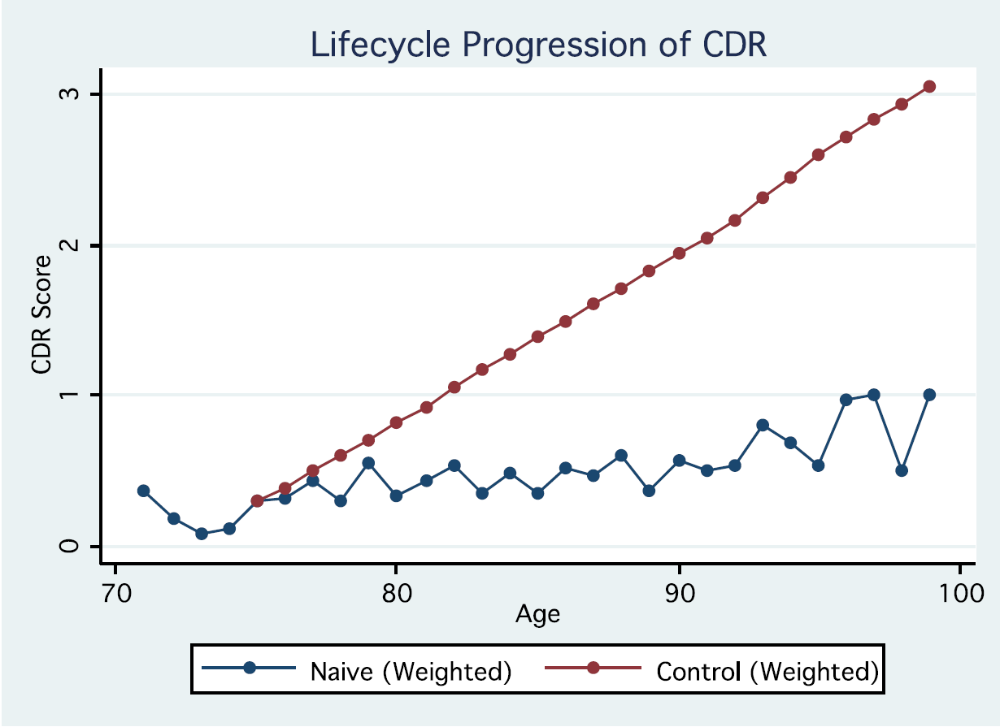 Lifecycle Progression of CDR
3
2
1
0
CDR Score
70 80 90 100
Age
Naive (Weighted) Control (Weighted)